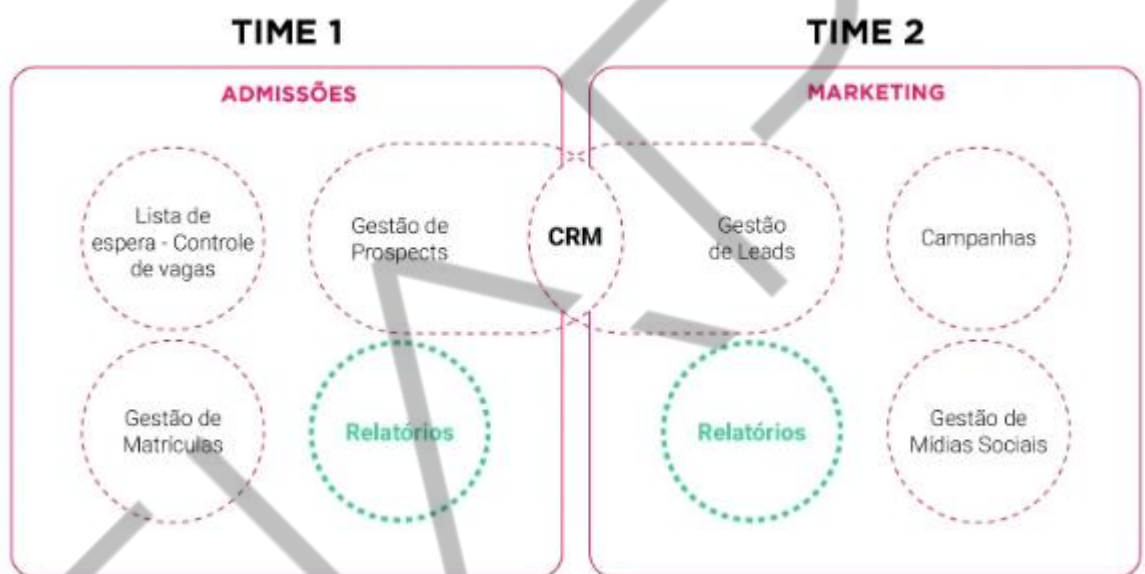 TIME 1
ADMISSÕES
Lista de
espera - Controle
de vagas
Gestão de
Prospects
Gestão de
Matrículas
Relatórios
CRM
TIME 2
MARKETING
Gestão
de Leads
Campanhas
Relatórios
Gestão de
Mídias Sociais